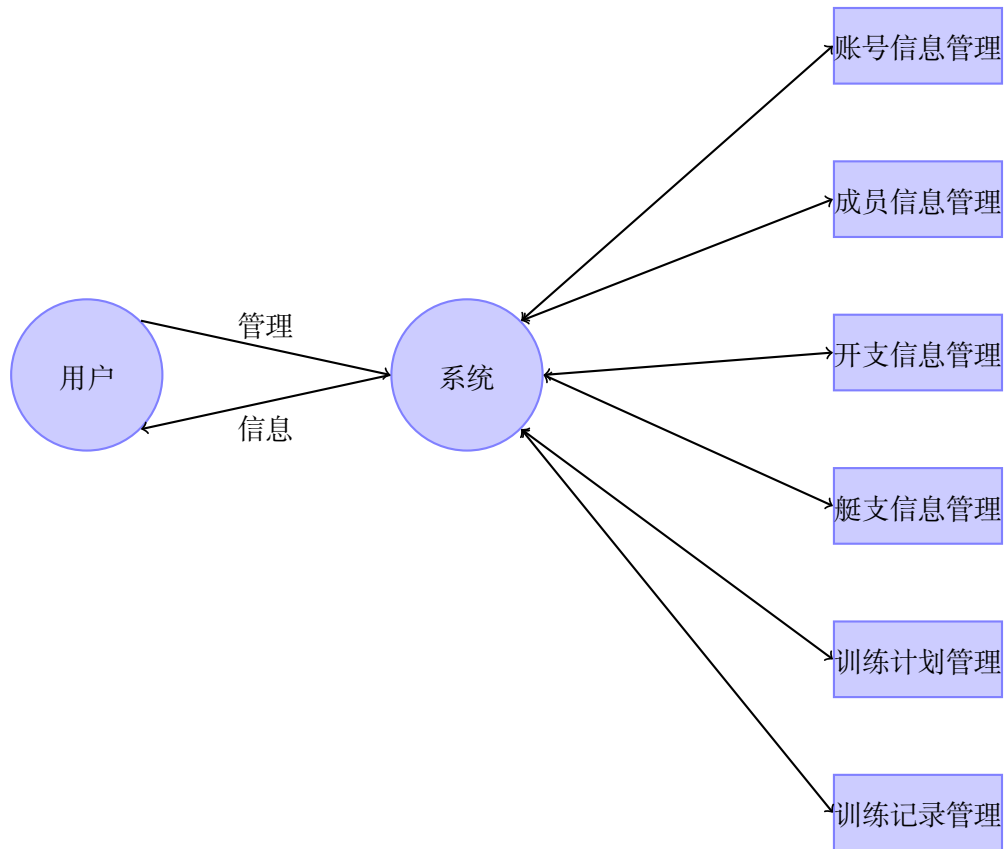 用户
管理
信息
系统
账号信息管理
成员信息管理
开支信息管理
艇支信息管理
训练计划管理
训练记录管理